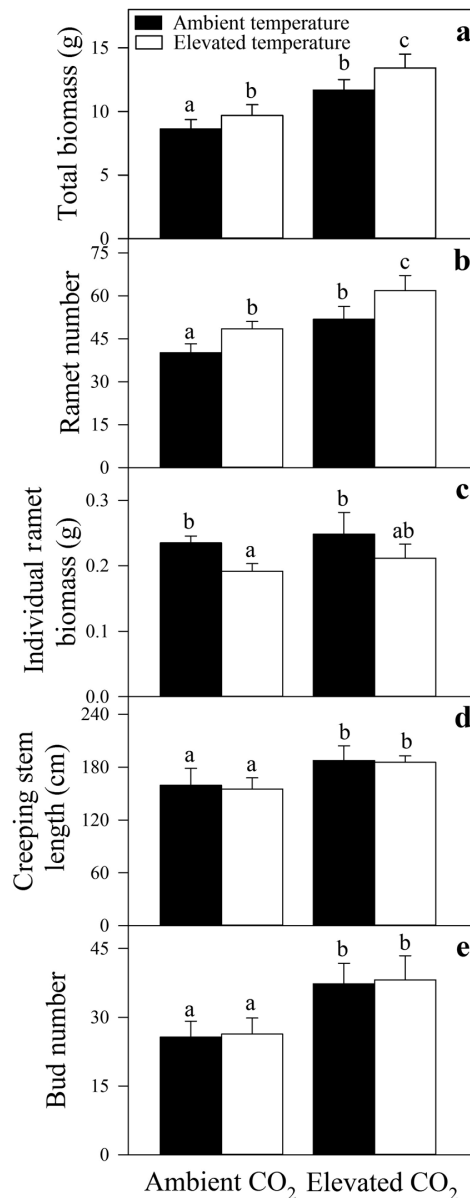 Ambient temperature
a
Elevated temperature
Total biomass (g)
15
10
5
0
a
b
b
c
b
Ramet number
75
60
45
30
15
0
a
b
b
c
c
Individual ramet
biomass (g)
0.3
0.2
0.1
0.0
b
a
b
ab
d
Creeping stem
length (cm)
240
180
120
60
0
a
a
b
b
e
Bud number
45
30
15
0
a
a
b
b
Ambient CO₂ Elevated CO₂